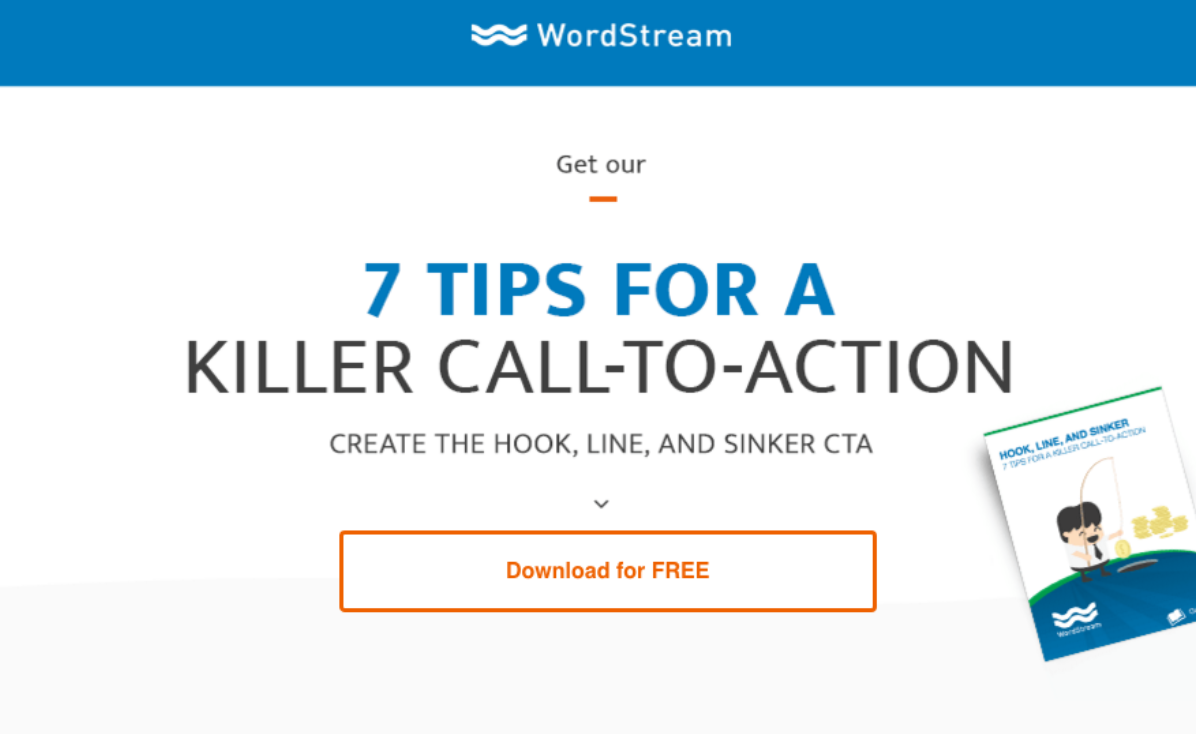 WordStream
Get our
7 TIPS FOR A
KILLER CALL-TO-ACTION
CREATE THE HOOK, LINE, AND SINKER CTA
Download for FREE
HOOK, LINE, AND SINKER
7 TIPS FOR A KILLER CALL-TO-ACTION
WordStream